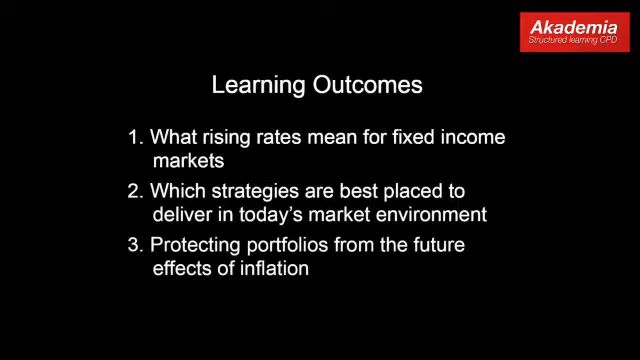 Akademia
Structured learning CPD
Learning Outcomes
1. What rising rates mean for fixed income
markets
2. Which strategies are best placed to
deliver in today's market environment
3. Protecting portfolios from the future
effects of inflation